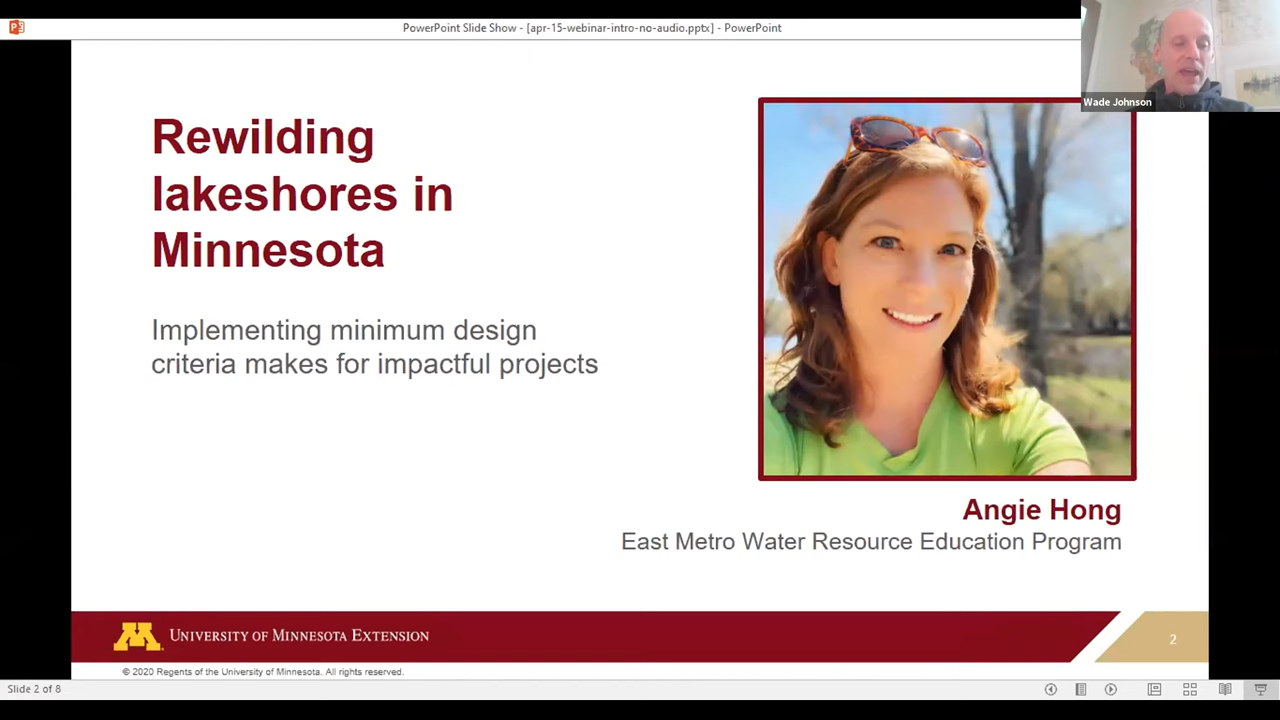 PowerPoint Slide Show - [apr-15-webinar-intro-no-audio.pptx] - PowerPoint
Wade Johnson
Rewilding
lakeshores in
Minnesota
Implementing minimum design
criteria makes for impactful projects
Angie Hong
East Metro Water Resource Education Program
M
UNIVERSITY OF MINNESOTA EXTENSION
2
© 2020 Regents of the University of Minnesota. All rights reserved.
Slide 2 of 8